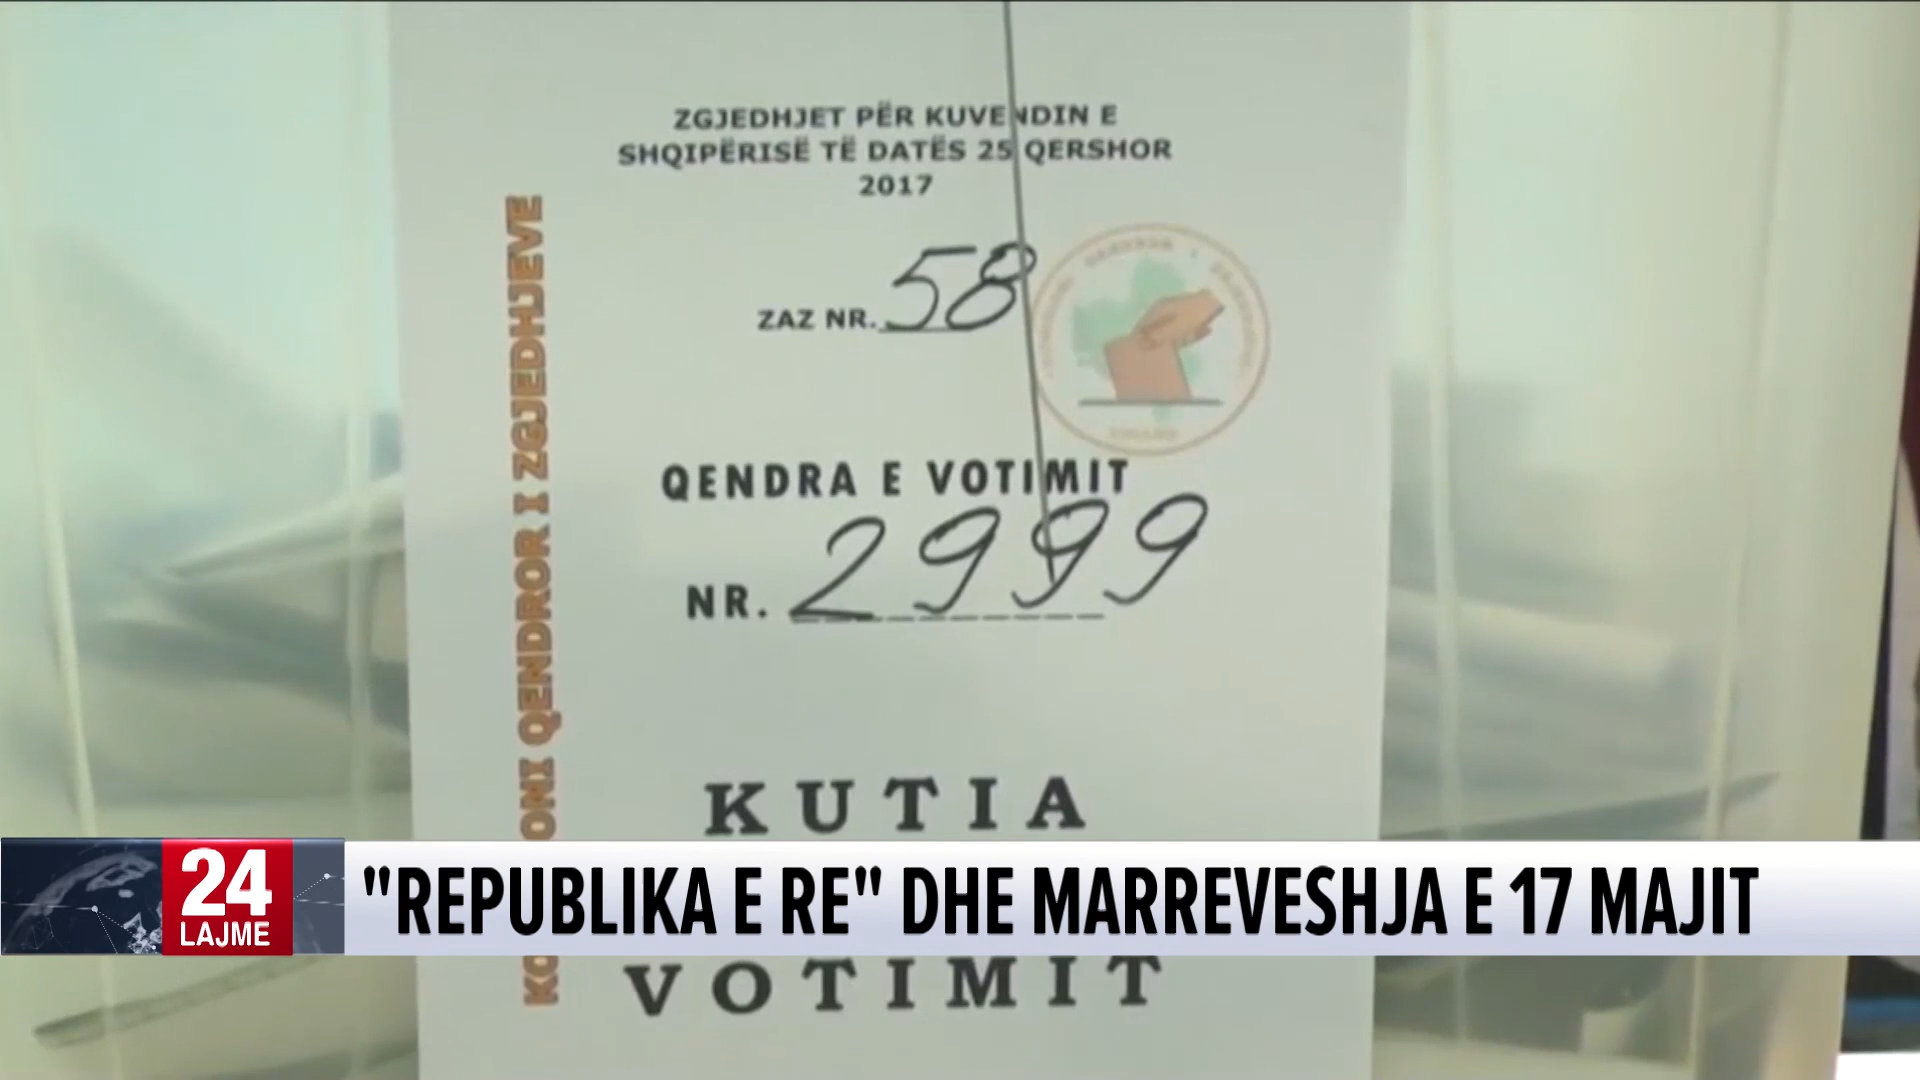 ZGJEDHJET PËR KUVENDIN E
SHQIPËRISË TË DATËS 25 QERSHOR
2017
ZAZ NR. 58
QENDRA E VOTIMIT
NR. 2999
KUTIA
VOTIMIT
QENDROR I ZGJEDHJEVE
24
LAJME
"REPUBLIKA E RE" DHE MARREVESHJA E 17 MAJIT